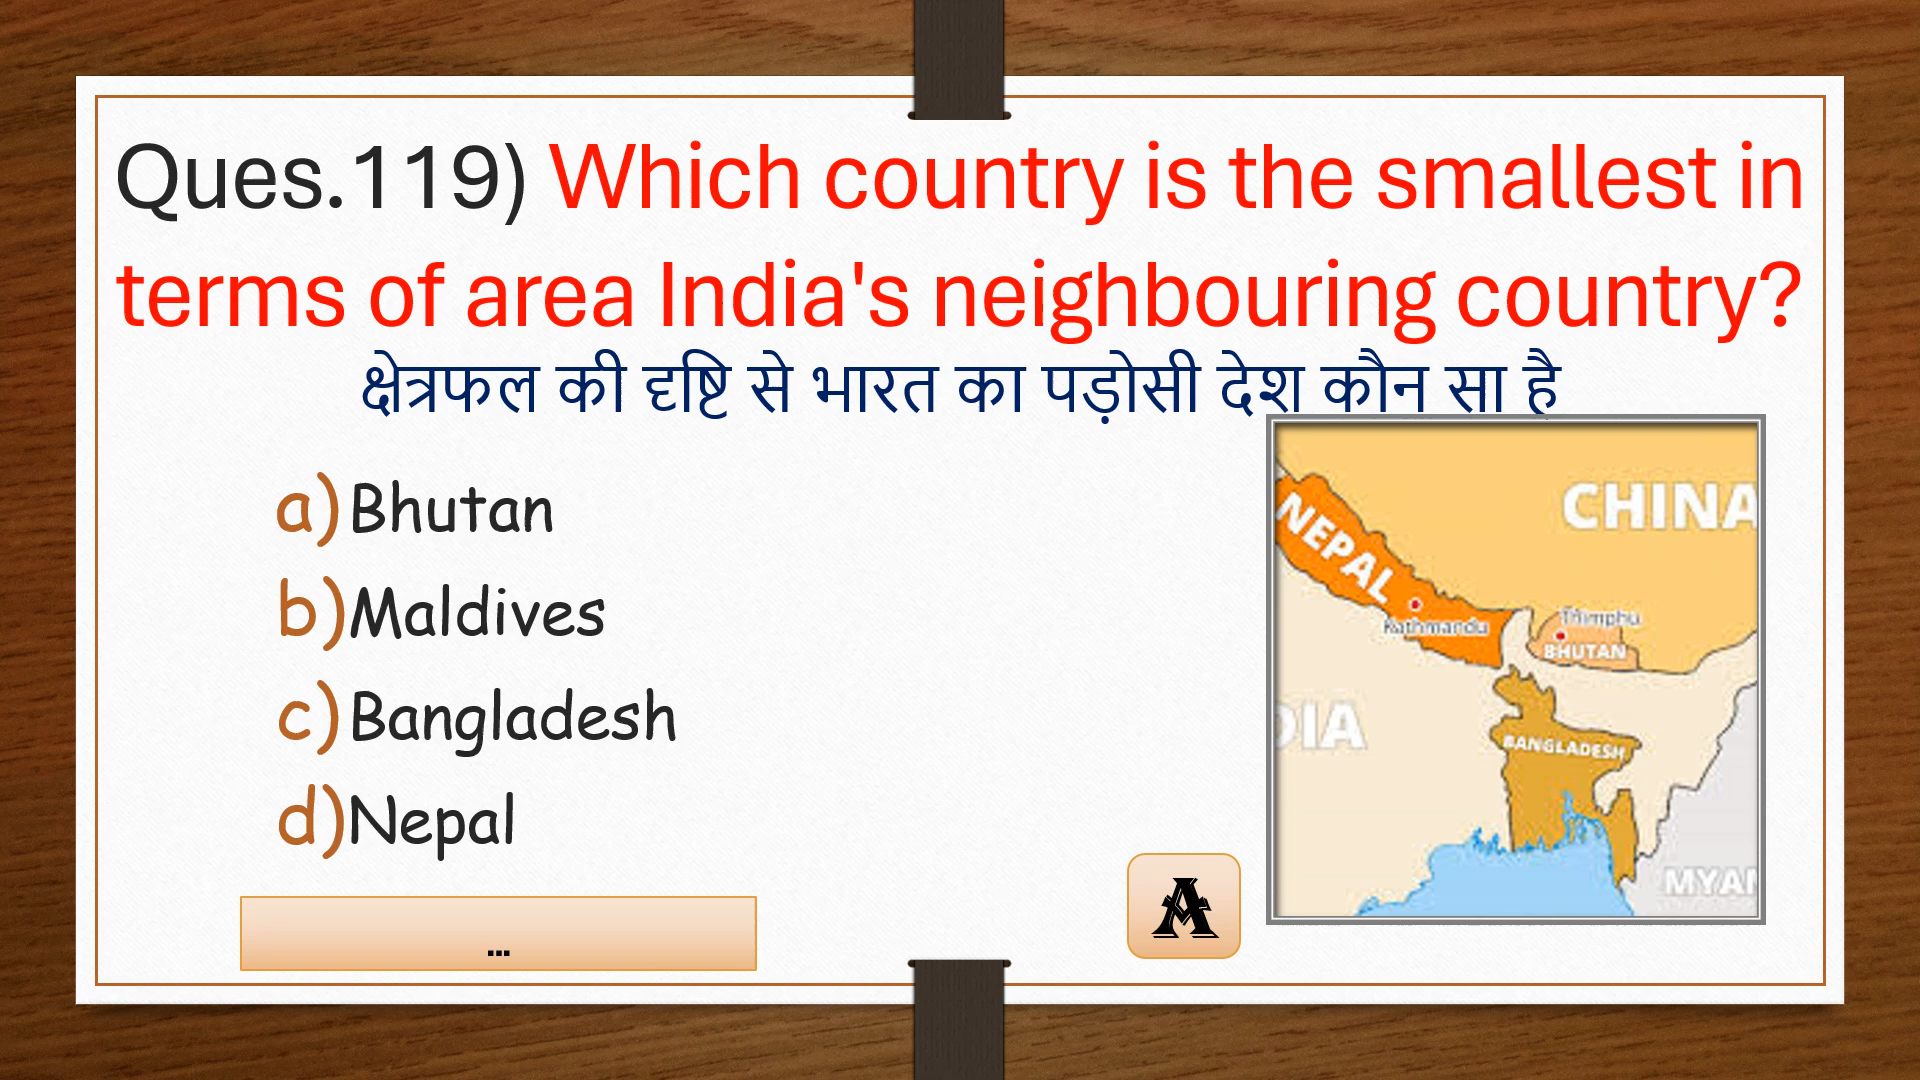 Ques.119) Which country is the smallest in
terms of area India's neighbouring country?
क्षेत्रफल की दृष्टि से भारत का पड़ोसी देश कौन सा है
a) Bhutan
b) Maldives
c) Bangladesh
d) Nepal
...
A
CHINA
NEPAL
Kathmandu
Thimphu
BHUTAN
DIA
BANGLADESH
MYAN